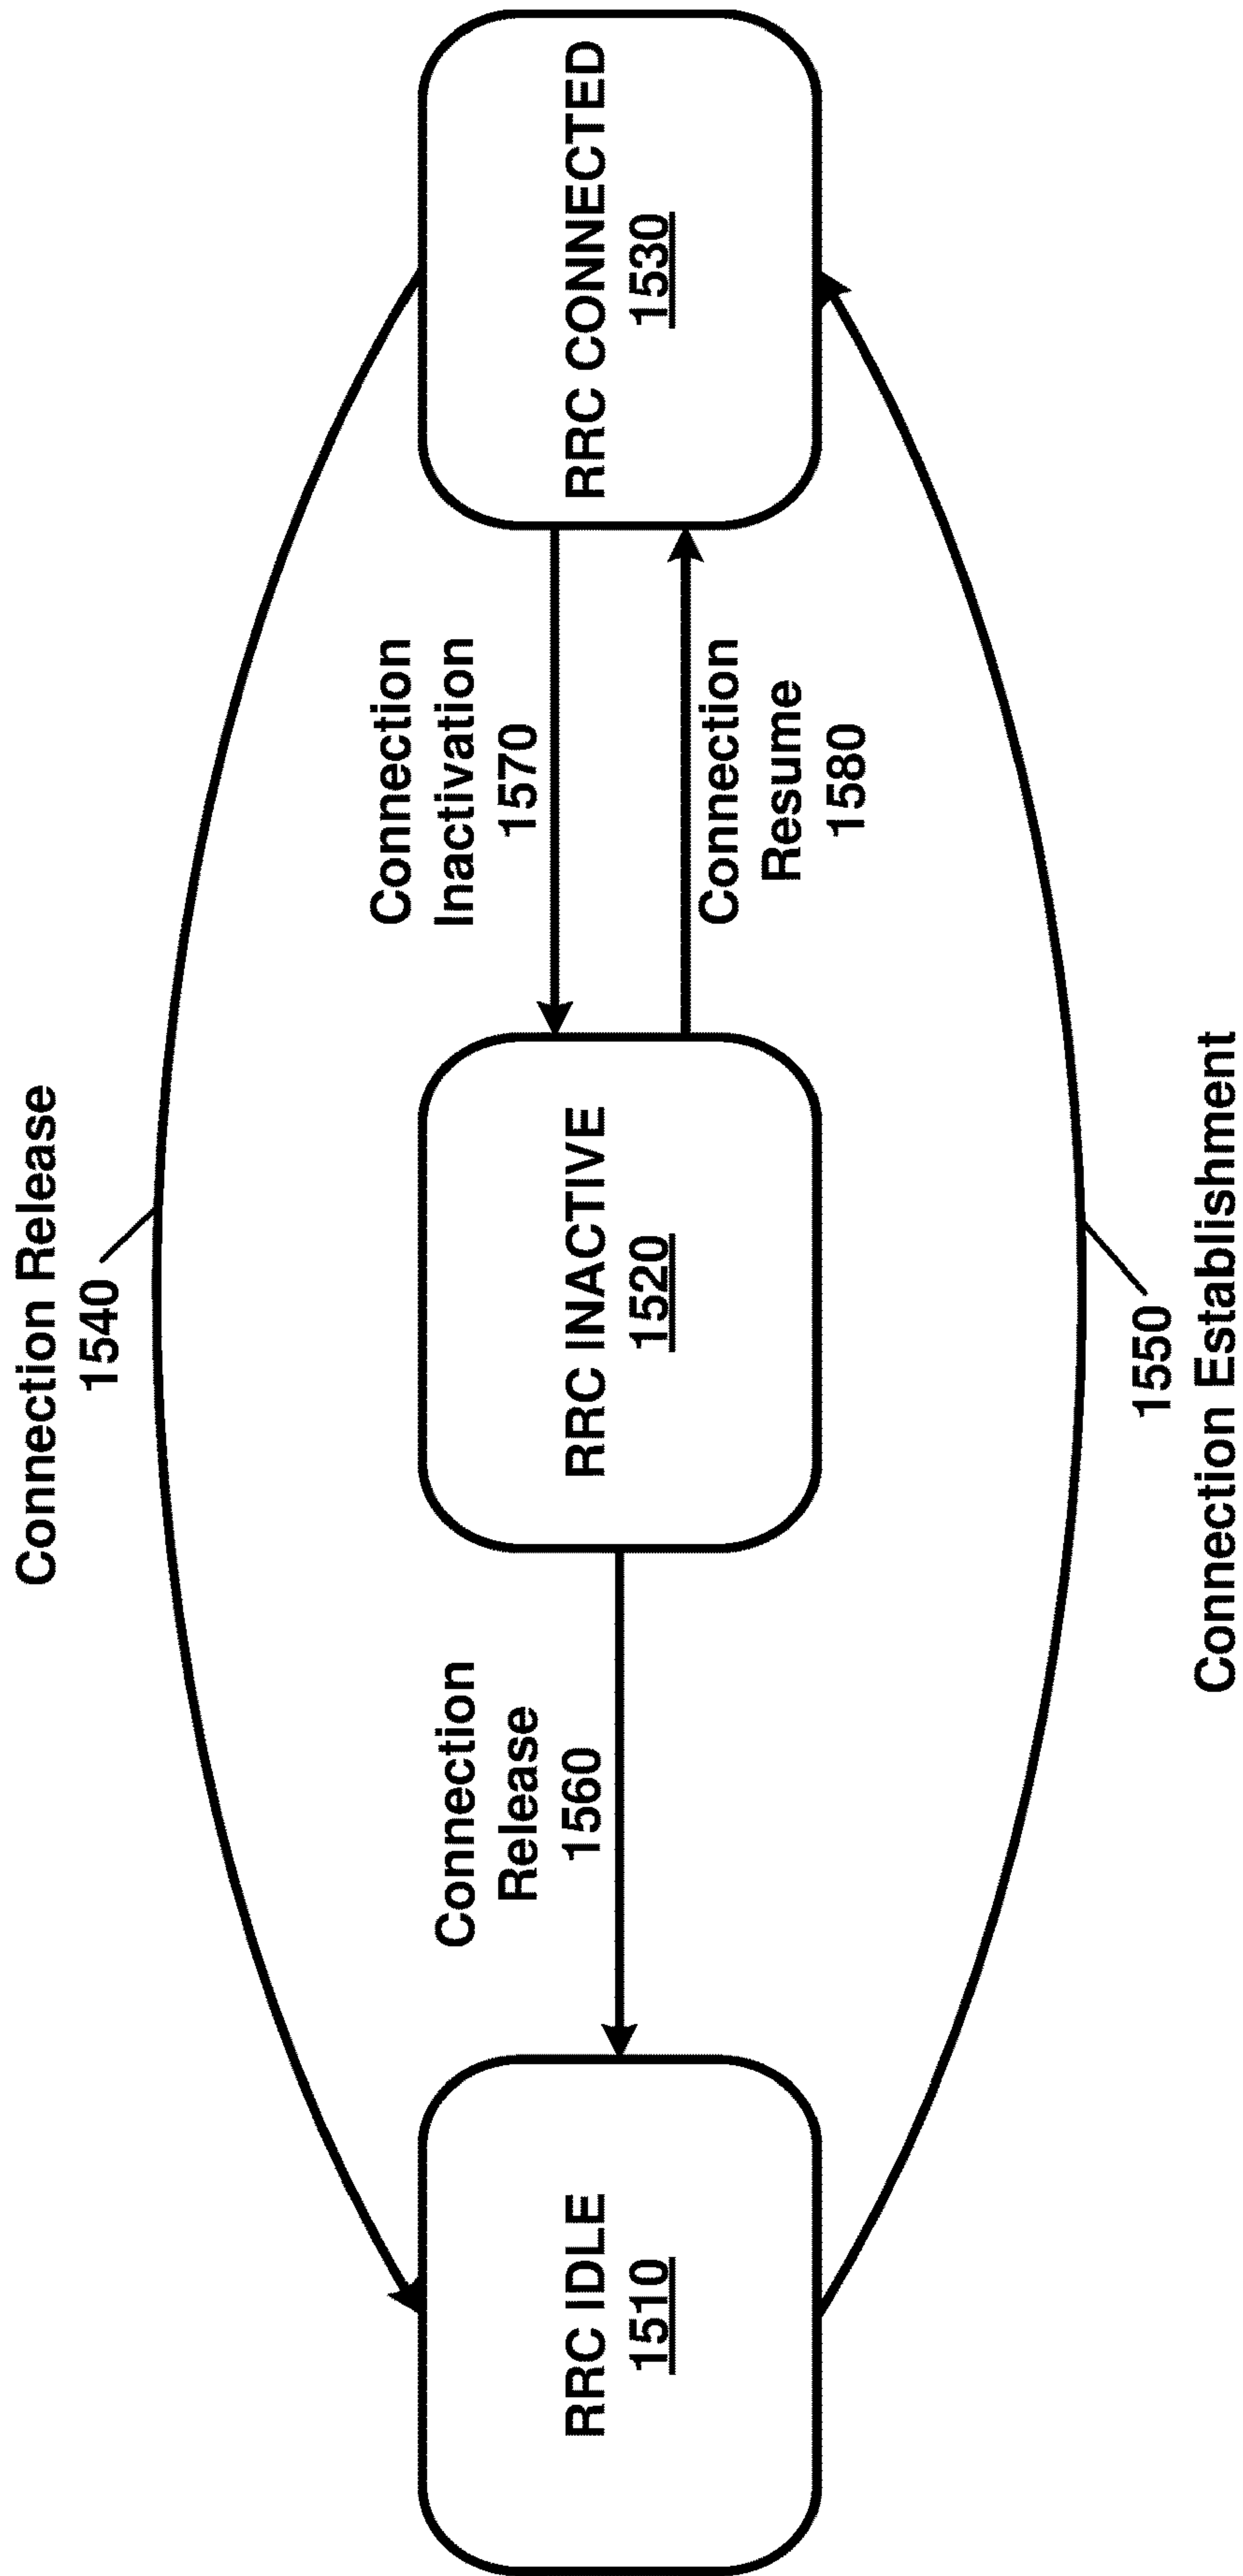 Connection Release
1540
RRC IDLE
1510
Connection
Release
1560
RRC INACTIVE
1520
Connection
Inactivation
1570
Connection
Resume
1580
RRC CONNECTED
1530
1550
Connection Establishment